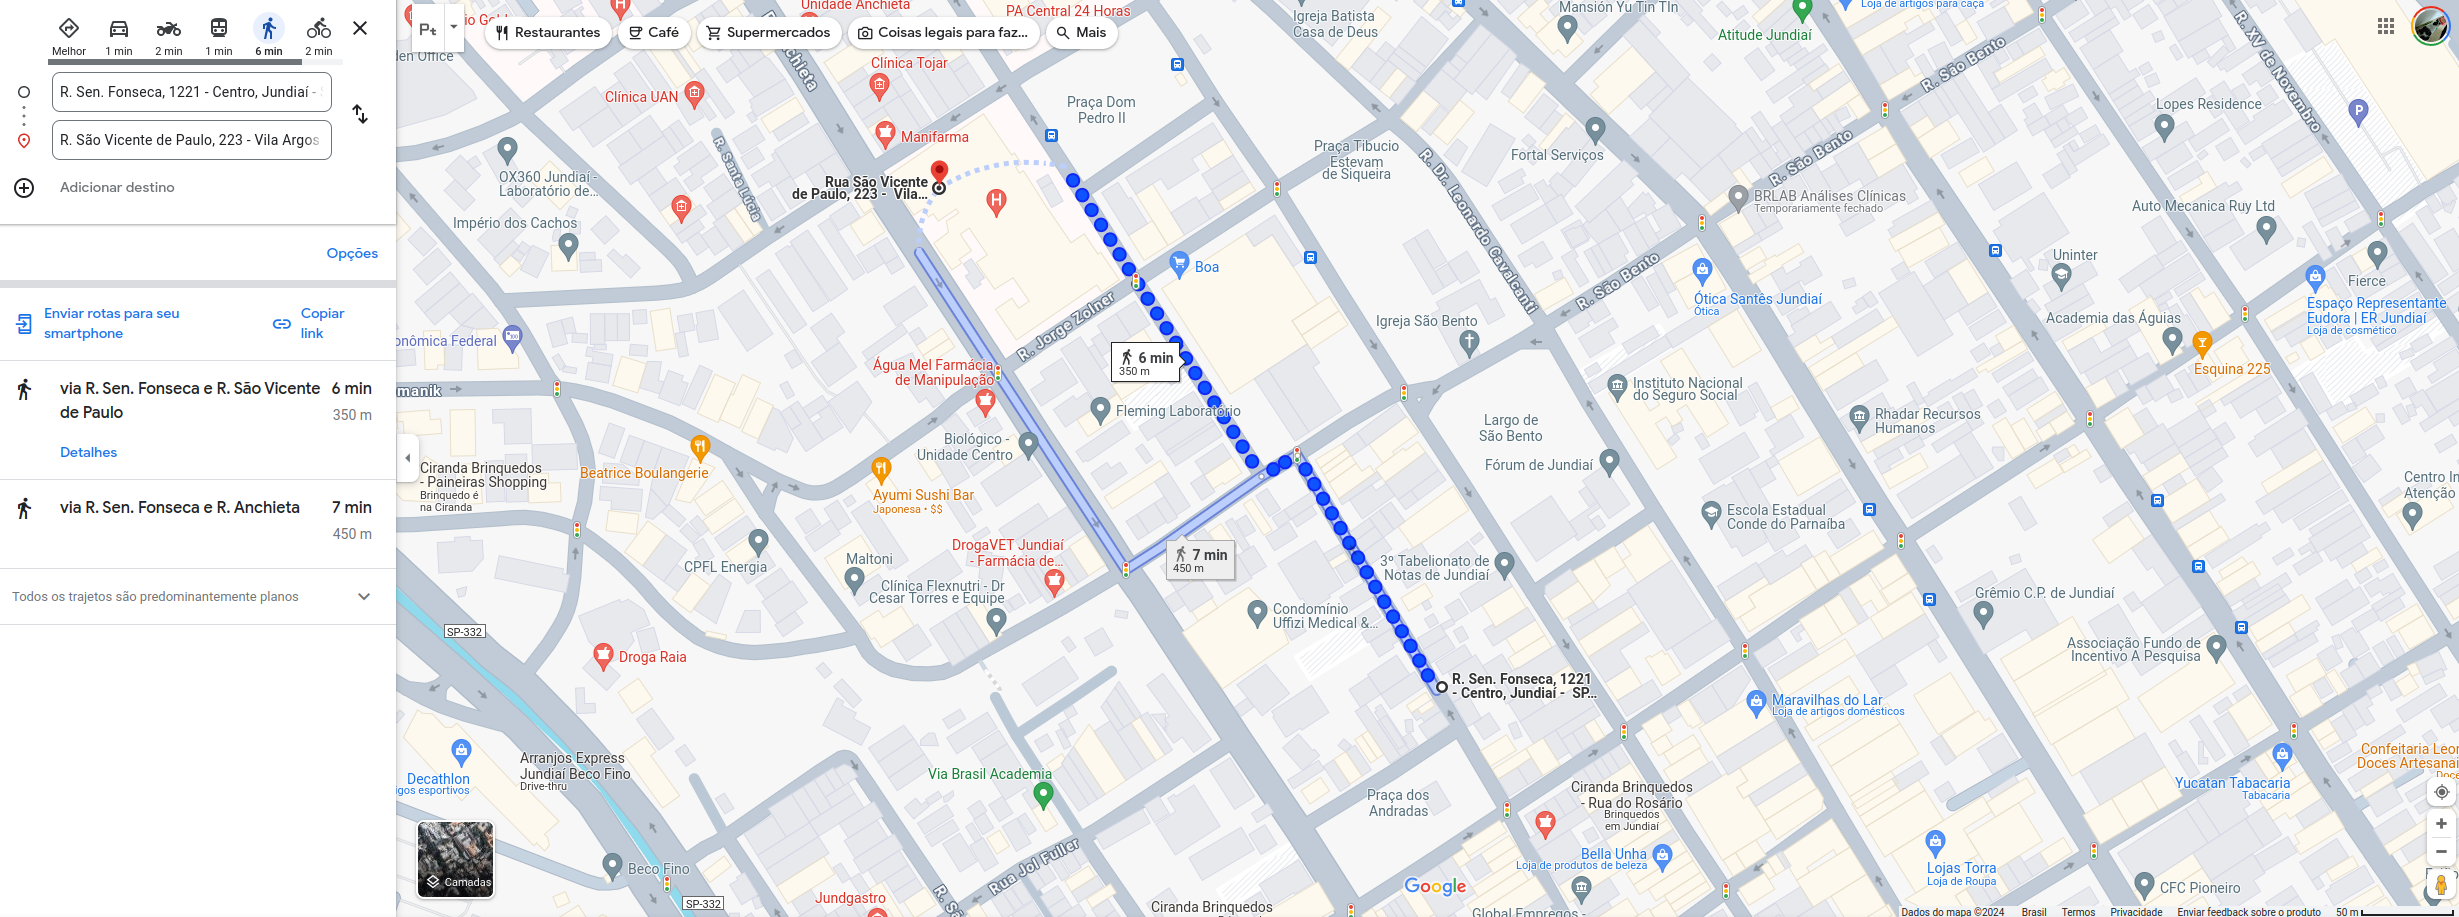 Melhor
1 min
2 min
1 min
6 min
2 min
R. Sen. Fonseca, 1221 - Centro, Jundiaí -
R. São Vicente de Paulo, 223 - Vila Argos
Adicionar destino
Opções
Enviar rotas para seu
smartphone
Copiar
link
via R. Sen. Fonseca e R. São Vicente
de Paulo
6 min
350 m
Detalhes
via R. Sen. Fonseca e R. Anchieta
7 min
450 m
Todos os trajetos são predominantemente planos
Restaurantes
Café
Supermercados
Coisas legais para faz...
Mais
Unidade Anchieta
PA Central 24 Horas
Igreja Batista
Casa de Deus
Mansión Yu Tin TIn
Loja de artigos para caça
Atitude Jundiaí
Clínica Tojar
Clínica UAN
Manifarma
Praça Dom
Pedro II
Praça Tibucio
Estevam
de Siqueira
Fortal Serviços
R. São Bento
R. São Bento
R. São Bento
R. XV de Novembro
Lopes Residence
P
BRLAB Análises Clínicas
Temporariamente fechado
Auto Mecanica Ruy Ltd
OX360 Jundiaí -
Laboratório de...
Império dos Cachos
R. Santa Lúcia
Rua São Vicente
de Paulo, 223 - Vila...
H
Boa
R. Dr. Leonardo Cavalcanti
Uninter
Fierce
Ótica Santês Jundiaí
Ótica
Espaço Representante
Eudora | ER Jundiaí
Loja de cosmético
Academia das Águias
Esquina 225
Igreja São Bento
R. Jorge Zolner
6 min
350 m
Água Mel Farmácia
de Manipulação
Fleming Laboratório
Biológico -
Unidade Centro
Instituto Nacional
do Seguro Social
Rhadar Recursos
Humanos
Largo de
São Bento
Fórum de Jundiaí
Escola Estadual
Conde do Parnaíba
Ciranda Brinquedos
- Paineiras Shopping
Brinquedo é
na Ciranda
Beatrice Boulangerie
Ayumi Sushi Bar
Japonesa • $$
DrogaVET Jundiaí
- Farmácia de...
7 min
450 m
CPFL Energia
Maltoni
Clínica Flexnutri - Dr
Cesar Torres e Equipe
3º Tabelionato de
Notas de Jundiaí
Condomínio
Uffizi Medical &...
Grêmio C.P. de Jundiaí
Associação Fundo de
Incentivo A Pesquisa
SP-332
Droga Raia
R. Sen. Fonseca, 1221
- Centro, Jundiaí - SP...
Maravilhas do Lar
Loja de artigos domésticos
Arranjos Express
Jundiaí Beco Fino
Drive-thru
Decathlon
Via Brasil Academia
Praça dos
Andradas
Ciranda Brinquedos
- Rua do Rosário
Brinquedos
em Jundiaí
Yucatan Tabacaria
Tabacaria
Bella Unha
Loja de produtos de beleza
Lojas Torra
Loja de Roupa
CFC Pioneiro
Camadas
Beco Fino
SP-332
Jundgastro
Rua Jol Fuller
Ciranda Brinquedos
Google
Global Empregos -
Dados do mapa ©2024
Brasil
Termos
Privacidade
Enviar feedback sobre o produto
50 m